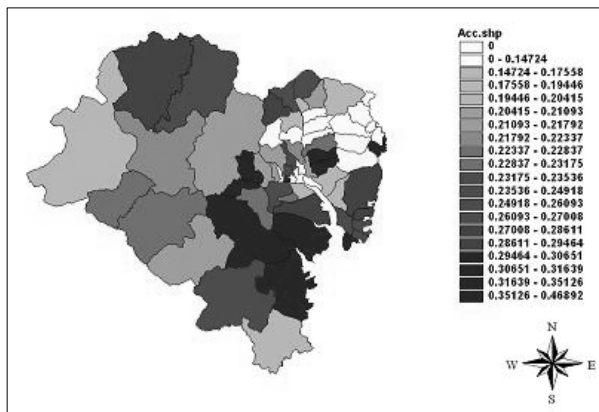 Acc.shp
0
0 - 0.14724
0.14724 - 0.17558
0.17558 - 0.19446
0.19446 - 0.20415
0.20415 - 0.21093
0.21093 - 0.21792
0.21792 - 0.22337
0.22337 - 0.22837
0.22837 - 0.23175
0.23175 - 0.23536
0.23536 - 0.24918
0.24918 - 0.26093
0.26093 - 0.27008
0.27008 - 0.28611
0.28611 - 0.29464
0.29464 - 0.30651
0.30651 - 0.31639
0.31639 - 0.35126
0.35126 - 0.46892
N
W E
S